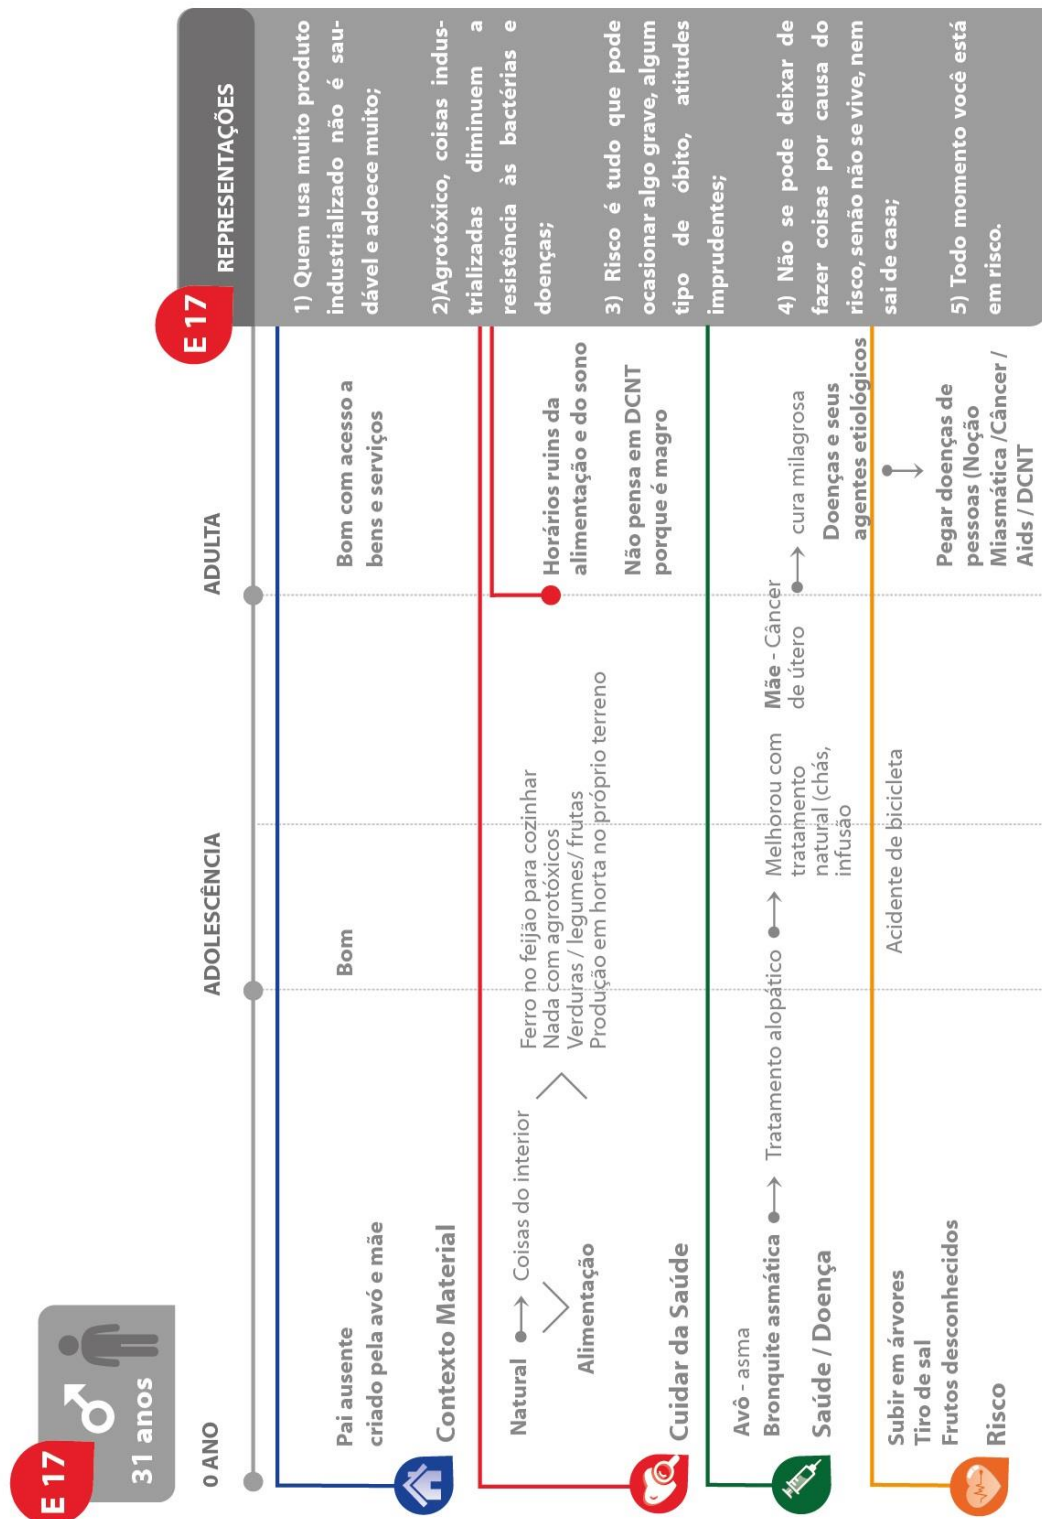 E 17
31 anos
0 ANO
ADOLESCÊNCIA
ADULTA
E 17
REPRESENTAÇÕES
Pai ausente
criado pela avó e mãe
Bom
Bom com acesso a
bens e serviços
Contexto Material
Natural
Coisas do interior
Alimentação
Ferro no feijão para cozinhar
Nada com agrotóxicos
Verduras / legumes/ frutas
Produção em horta no próprio terreno
Horários ruins da
alimentação e do sono
Não pensa em DCNT
porque é magro
Cuidar da Saúde
Avô - asma
Bronquite asmática
Tratamento alopático
Melhorou com
tratamento
natural (chás,
infusão
Mãe - Câncer
de útero
cura milagrosa
Doenças e seus
agentes etiológicos
Saúde / Doença
Subir em árvores
Tiro de sal
Frutos desconhecidos
Acidente de bicicleta
Pegar doenças de
pessoas (Noção
Miasmática /Câncer /
Aids / DCNT
Risco
1) Quem usa muito produto
industrializado não é sau-
dável e adoece muito;
2)Agrotóxico, coisas indus-
trializadas diminuem a
resistência às bactérias e
doenças;
3) Risco é tudo que pode
ocasionar algo grave, algum
tipo de óbito, atitudes
imprudentes;
4) Não se pode deixar de
fazer coisas por causa do
risco, senão não se vive, nem
sai de casa;
5) Todo momento você está
em risco.